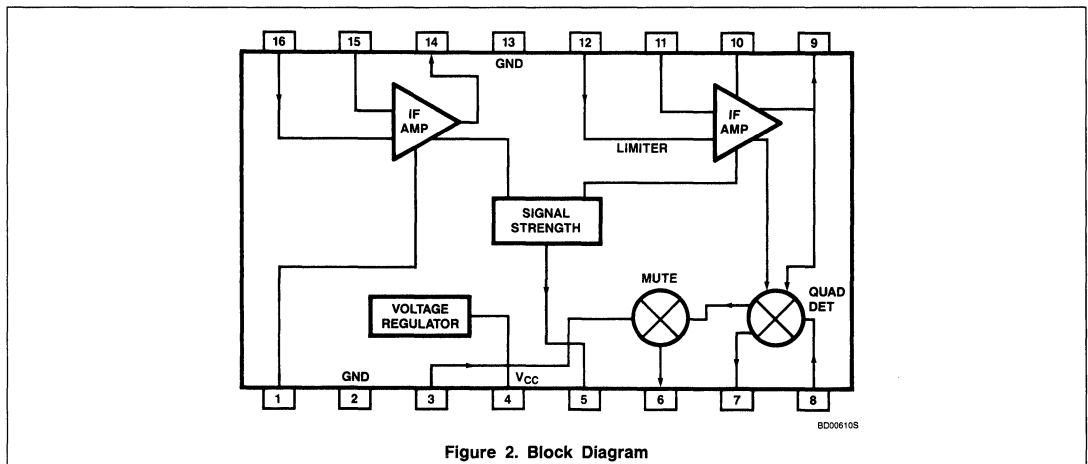 16 15 14 13 12 11 10 9
GND
IF
AMP
IF
AMP
LIMITER
SIGNAL
STRENGTH
MUTE
QUAD
DET
VOLTAGE
REGULATOR
GND
VCC
1 2 3 4 5 6 7 8
BD00610S
Figure 2. Block Diagram